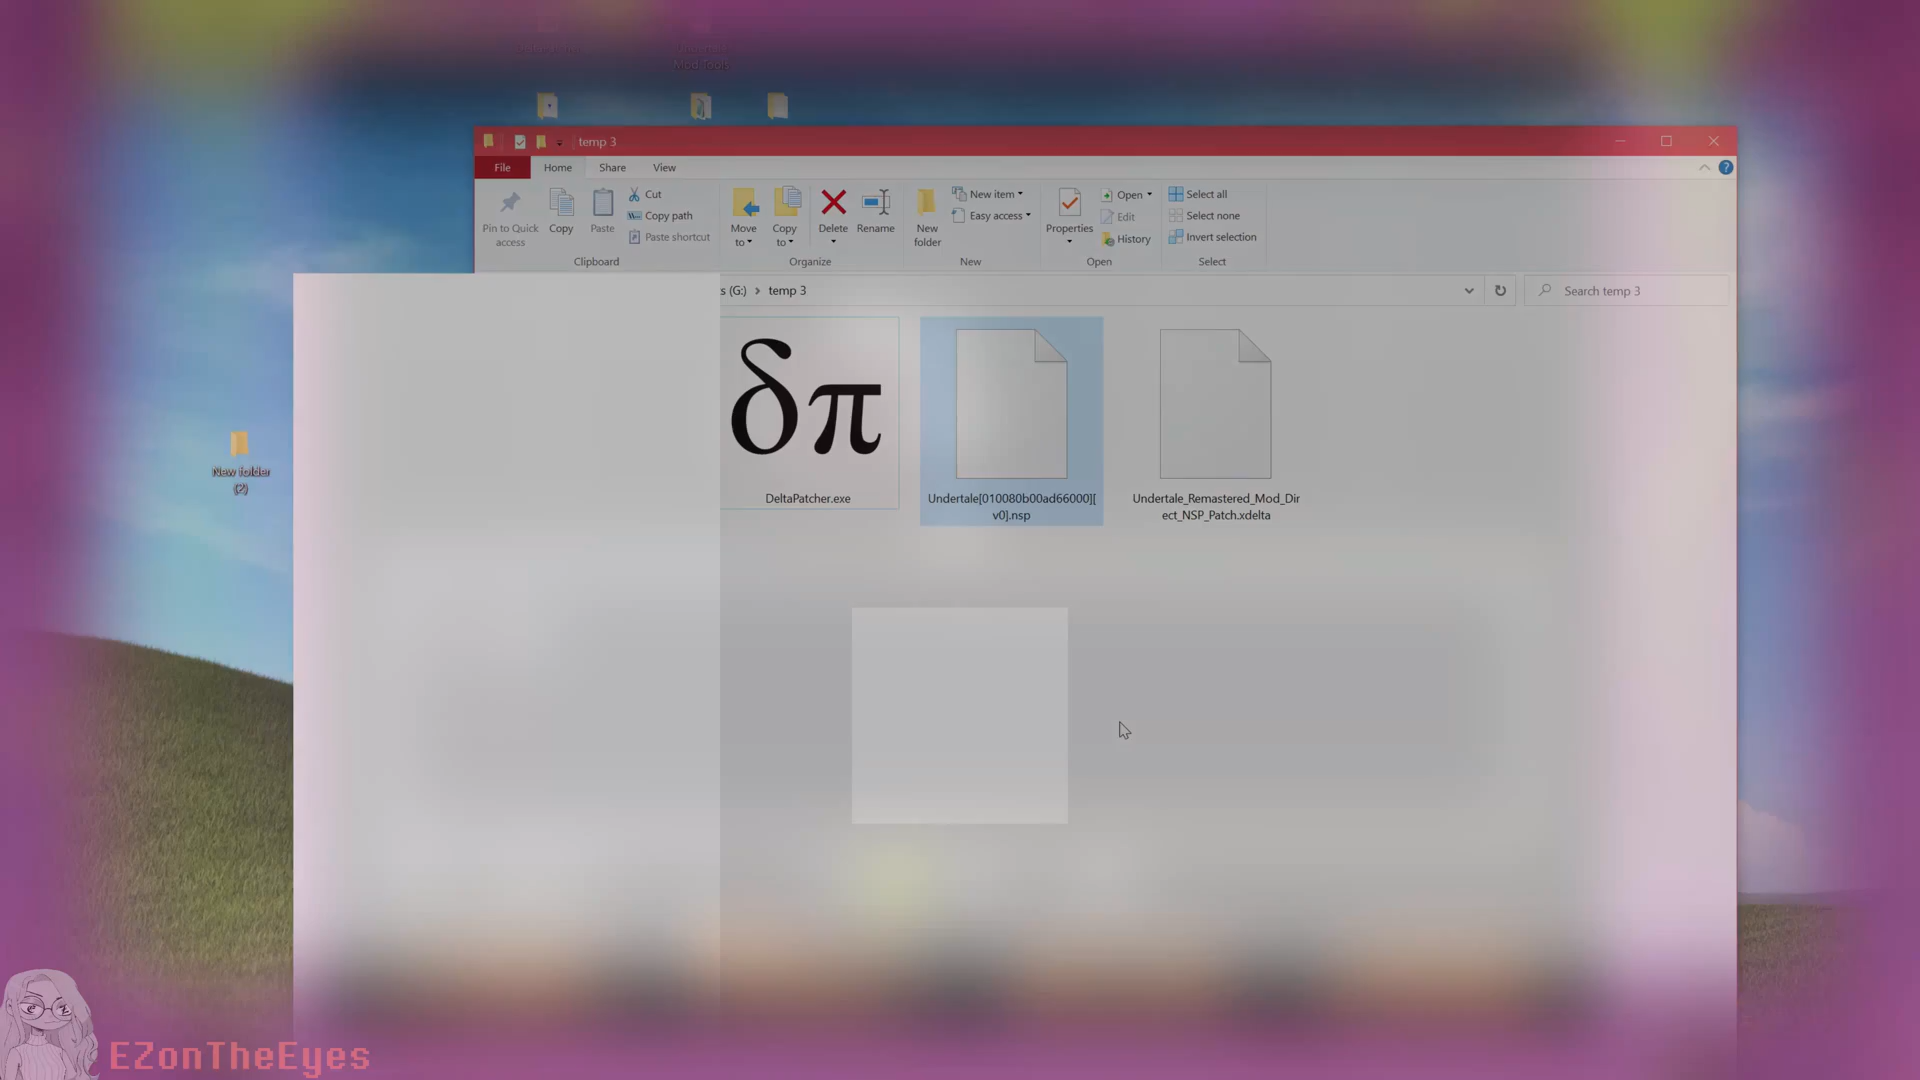 Mod Tools
temp 3
File Home Share View
Pin to Quick access
Copy
Paste
Cut
Copy path
Paste shortcut
Clipboard
Move to
Copy to
Delete
Rename
Organize
New folder
New item
Easy access
New
Properties
Open
Edit
History
Open
Select all
Select none
Invert selection
Select
s (G:) > temp 3
Search temp 3
δπ
DeltaPatcher.exe
Undertale[010080b00ad66000][
v0].nsp
Undertale_Remastered_Mod_Dir
ect_NSP_Patch.xdelta
New folder
(2)
EZonTheEyes